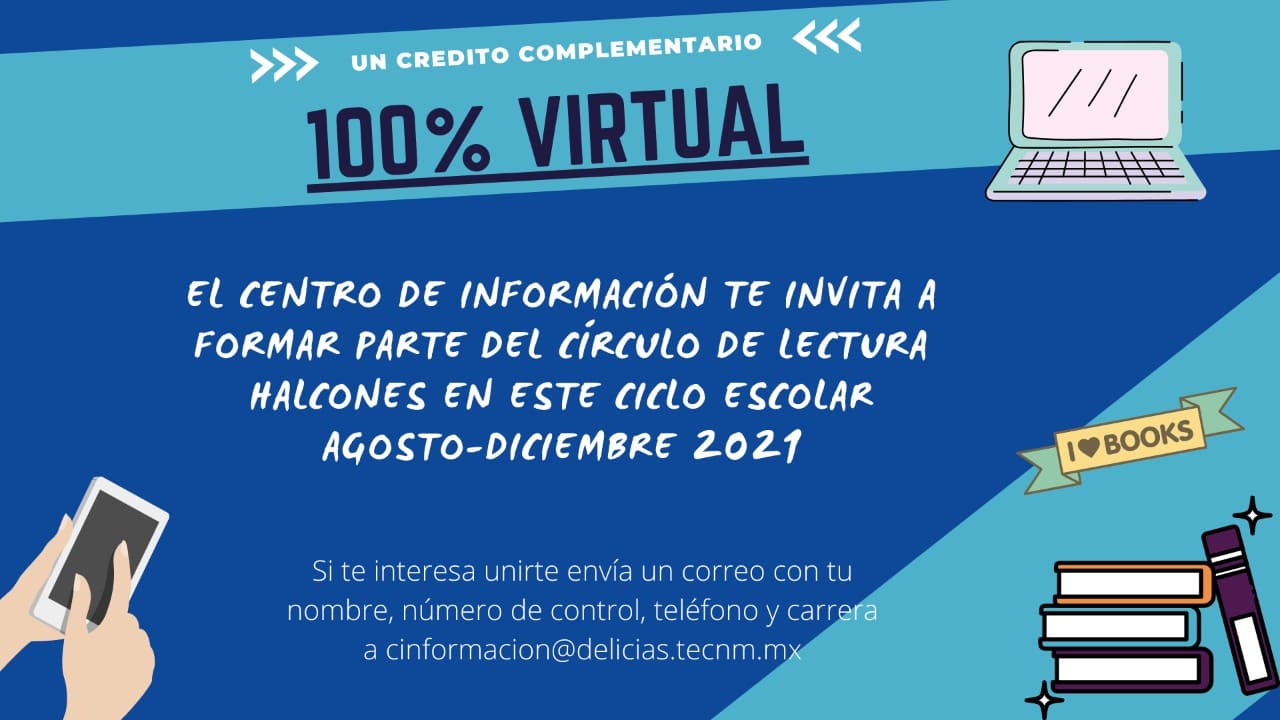 UN CREDITO COMPLEMENTARIO
100% VIRTUAL
EL CENTRO DE INFORMACIÓN TE INVITA A
FORMAR PARTE DEL CÍRCULO DE LECTURA
HALCONES EN ESTE CICLO ESCOLAR
AGOSTO-DICIEMBRE 2021
I ♥ BOOKS
Si te interesa unirte envía un correo con tu
nombre, número de control, teléfono y carrera
a cinformacion@delicias.tecnm.mx